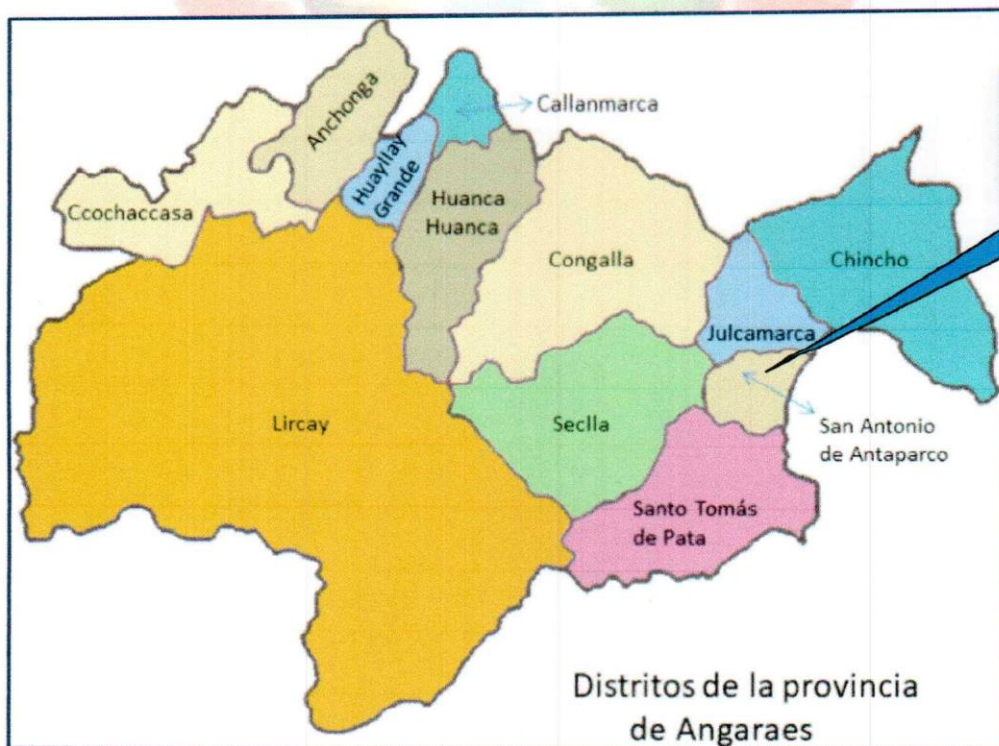 Anchonga
Callanmarca
Huayllay
Grande
Ccochaccasa
Huanca
Huanca
Congalla
Chincho
Julcamarca
Lircay
Seclla
San Antonio
de Antaparco
Santo Tomás
de Pata
Distritos de la provincia
de Angaraes